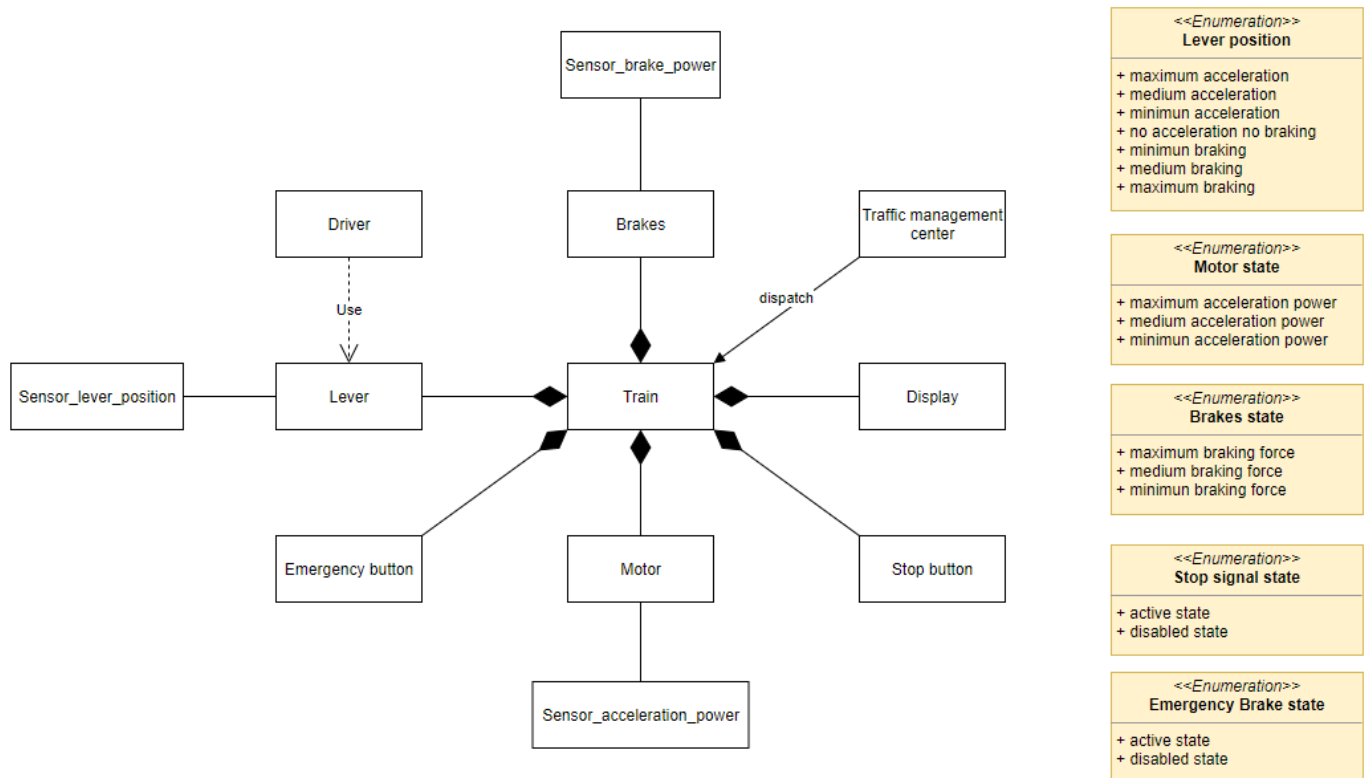 Sensor_brake_power
Driver
Brakes
Traffic management
center
dispatch
Use
Sensor_lever_position
Lever
Train
Display
Emergency button
Motor
Stop button
Sensor_acceleration_power
<<Enumeration>>
Lever position
+ maximum acceleration
+ medium acceleration
+ minimun acceleration
+ no acceleration no braking
+ minimun braking
+ medium braking
+ maximum braking
<<Enumeration>>
Motor state
+ maximum acceleration power
+ medium acceleration power
+ minimun acceleration power
<<Enumeration>>
Brakes state
+ maximum braking force
+ medium braking force
+ minimun braking force
<<Enumeration>>
Stop signal state
+ active state
+ disabled state
<<Enumeration>>
Emergency Brake state
+ active state
+ disabled state